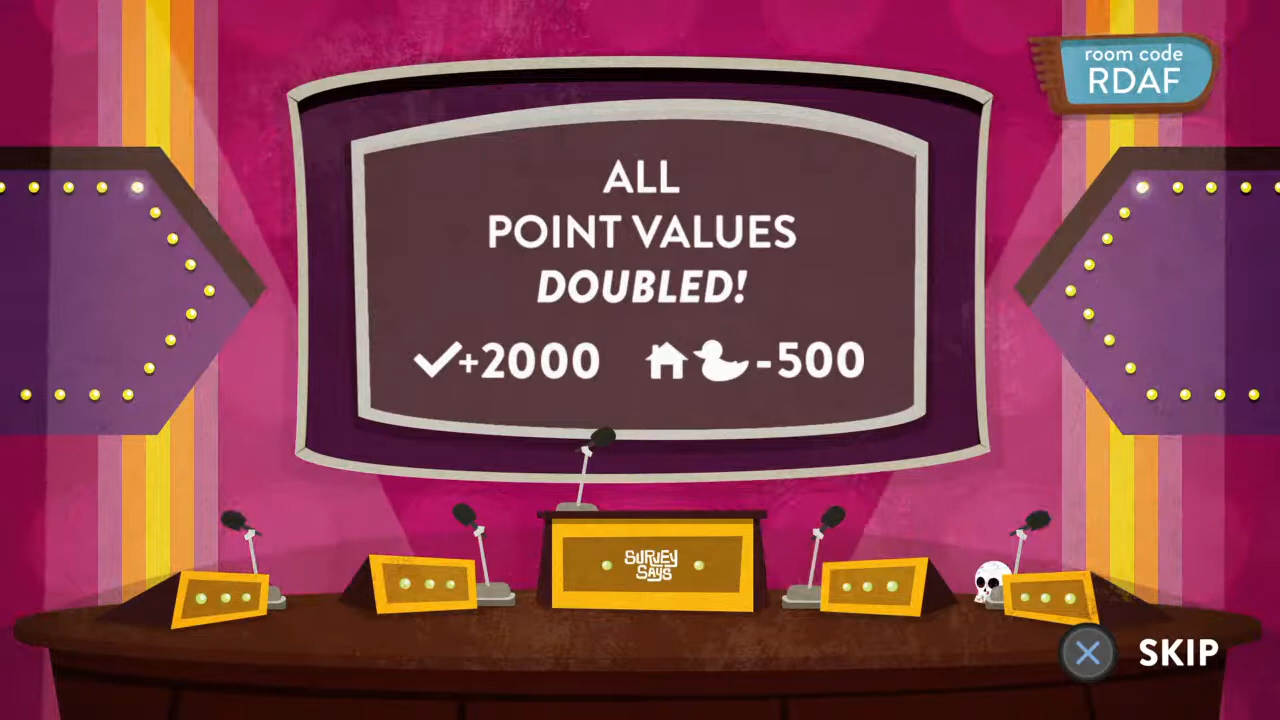 room code
RDAF
ALL
POINT VALUES
DOUBLED!
+2000 -500
SURVEY
SAYS
SKIP